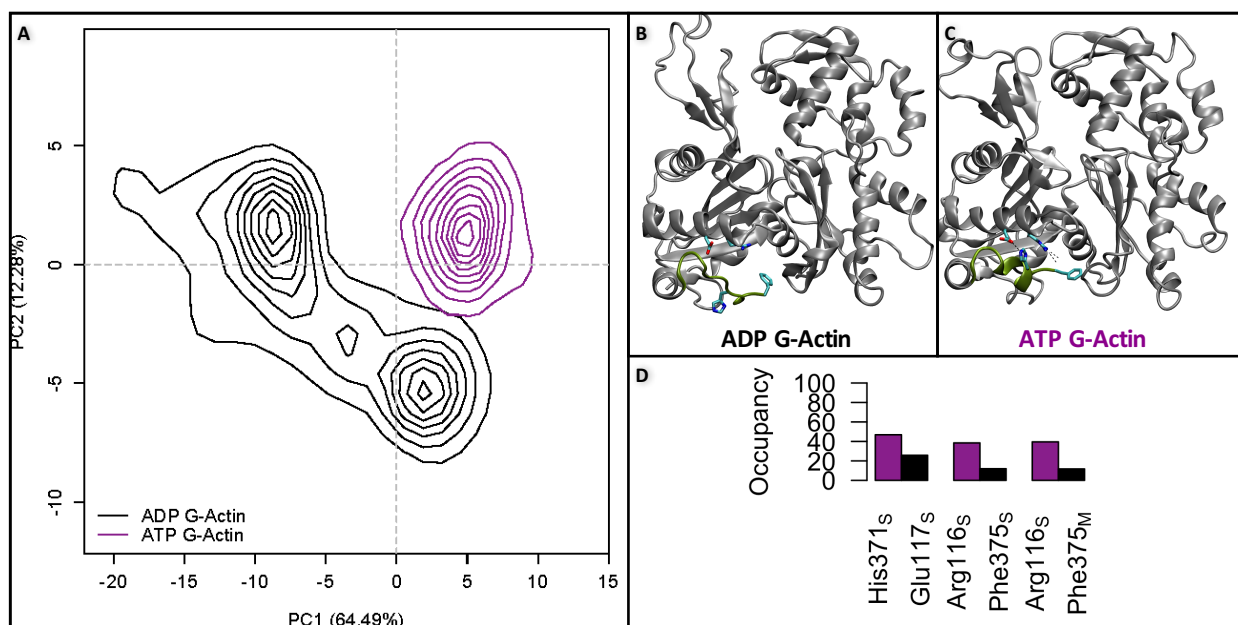 A
5
0
-5
-10
PC2 (12.28%)
ADP G-Actin
ATP G-Actin
-20
-15
-10
-5
0
5
10
15
PC1 (64.49%)
B
ADP G-Actin
C
ATP G-Actin
D
Occupancy
100
80
60
40
20
0
His371S
Glu117S
Arg116S
Phe375S
Arg116S
Phe375M